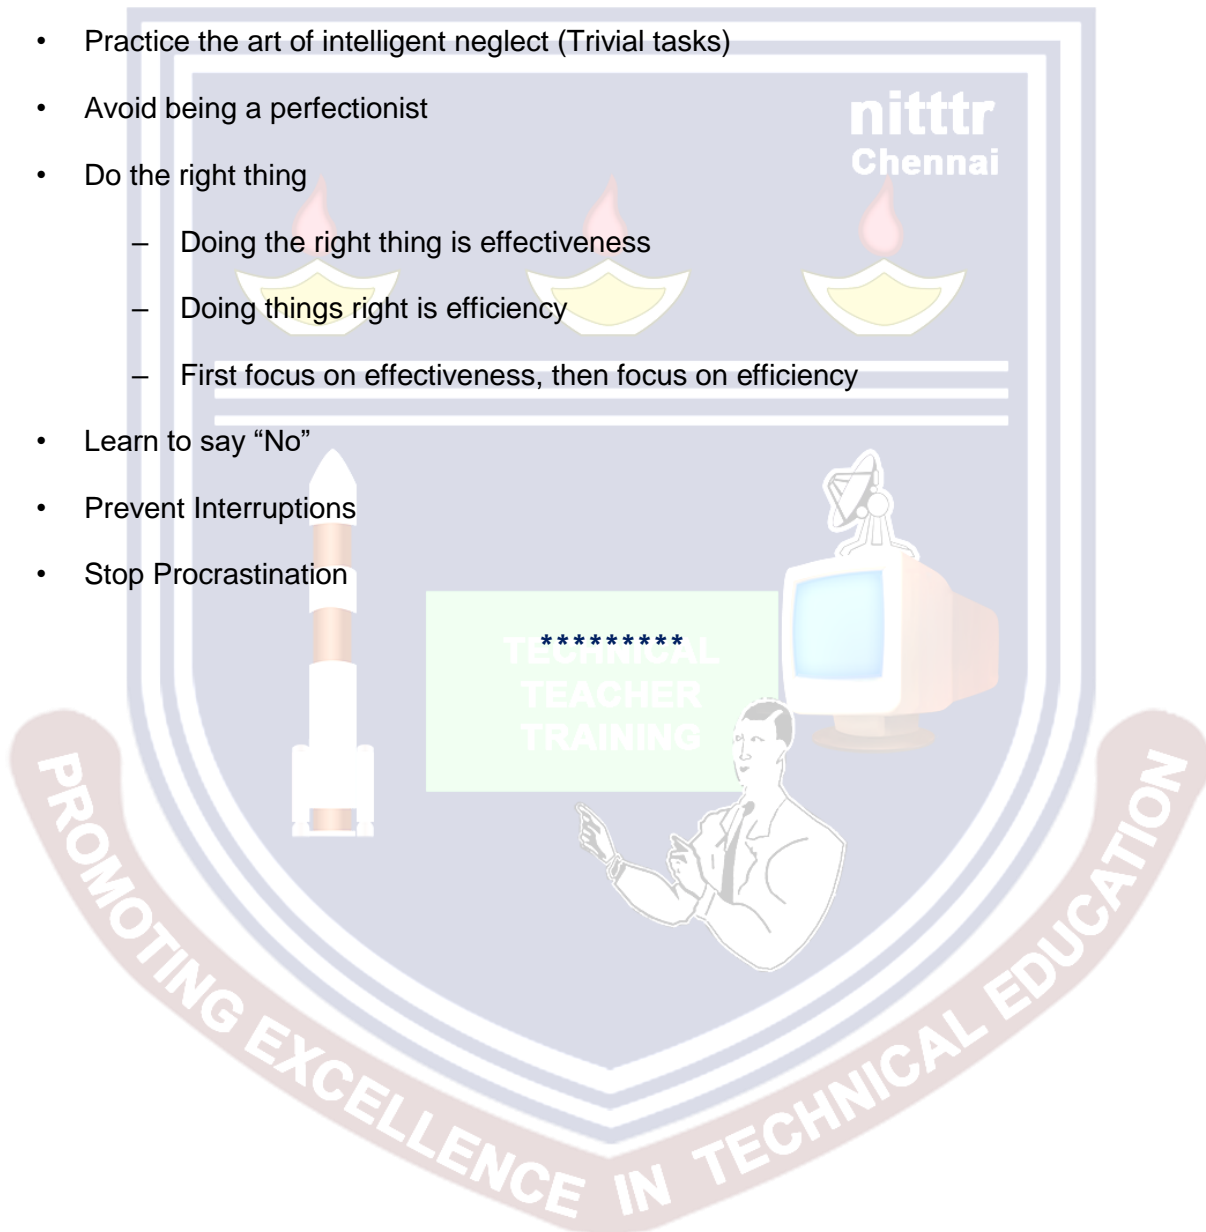 • Practice the art of intelligent neglect (Trivial tasks)
• Avoid being a perfectionist
nitttr
Chennai
• Do the right thing
– Doing the right thing is effectiveness
– Doing things right is efficiency
– First focus on effectiveness, then focus on efficiency
• Learn to say “No”
• Prevent Interruptions
• Stop Procrastination
*********
TECHNICAL
TEACHER
TRAINING
PROMOTING EXCELLENCE IN TECHNICAL EDUCATION